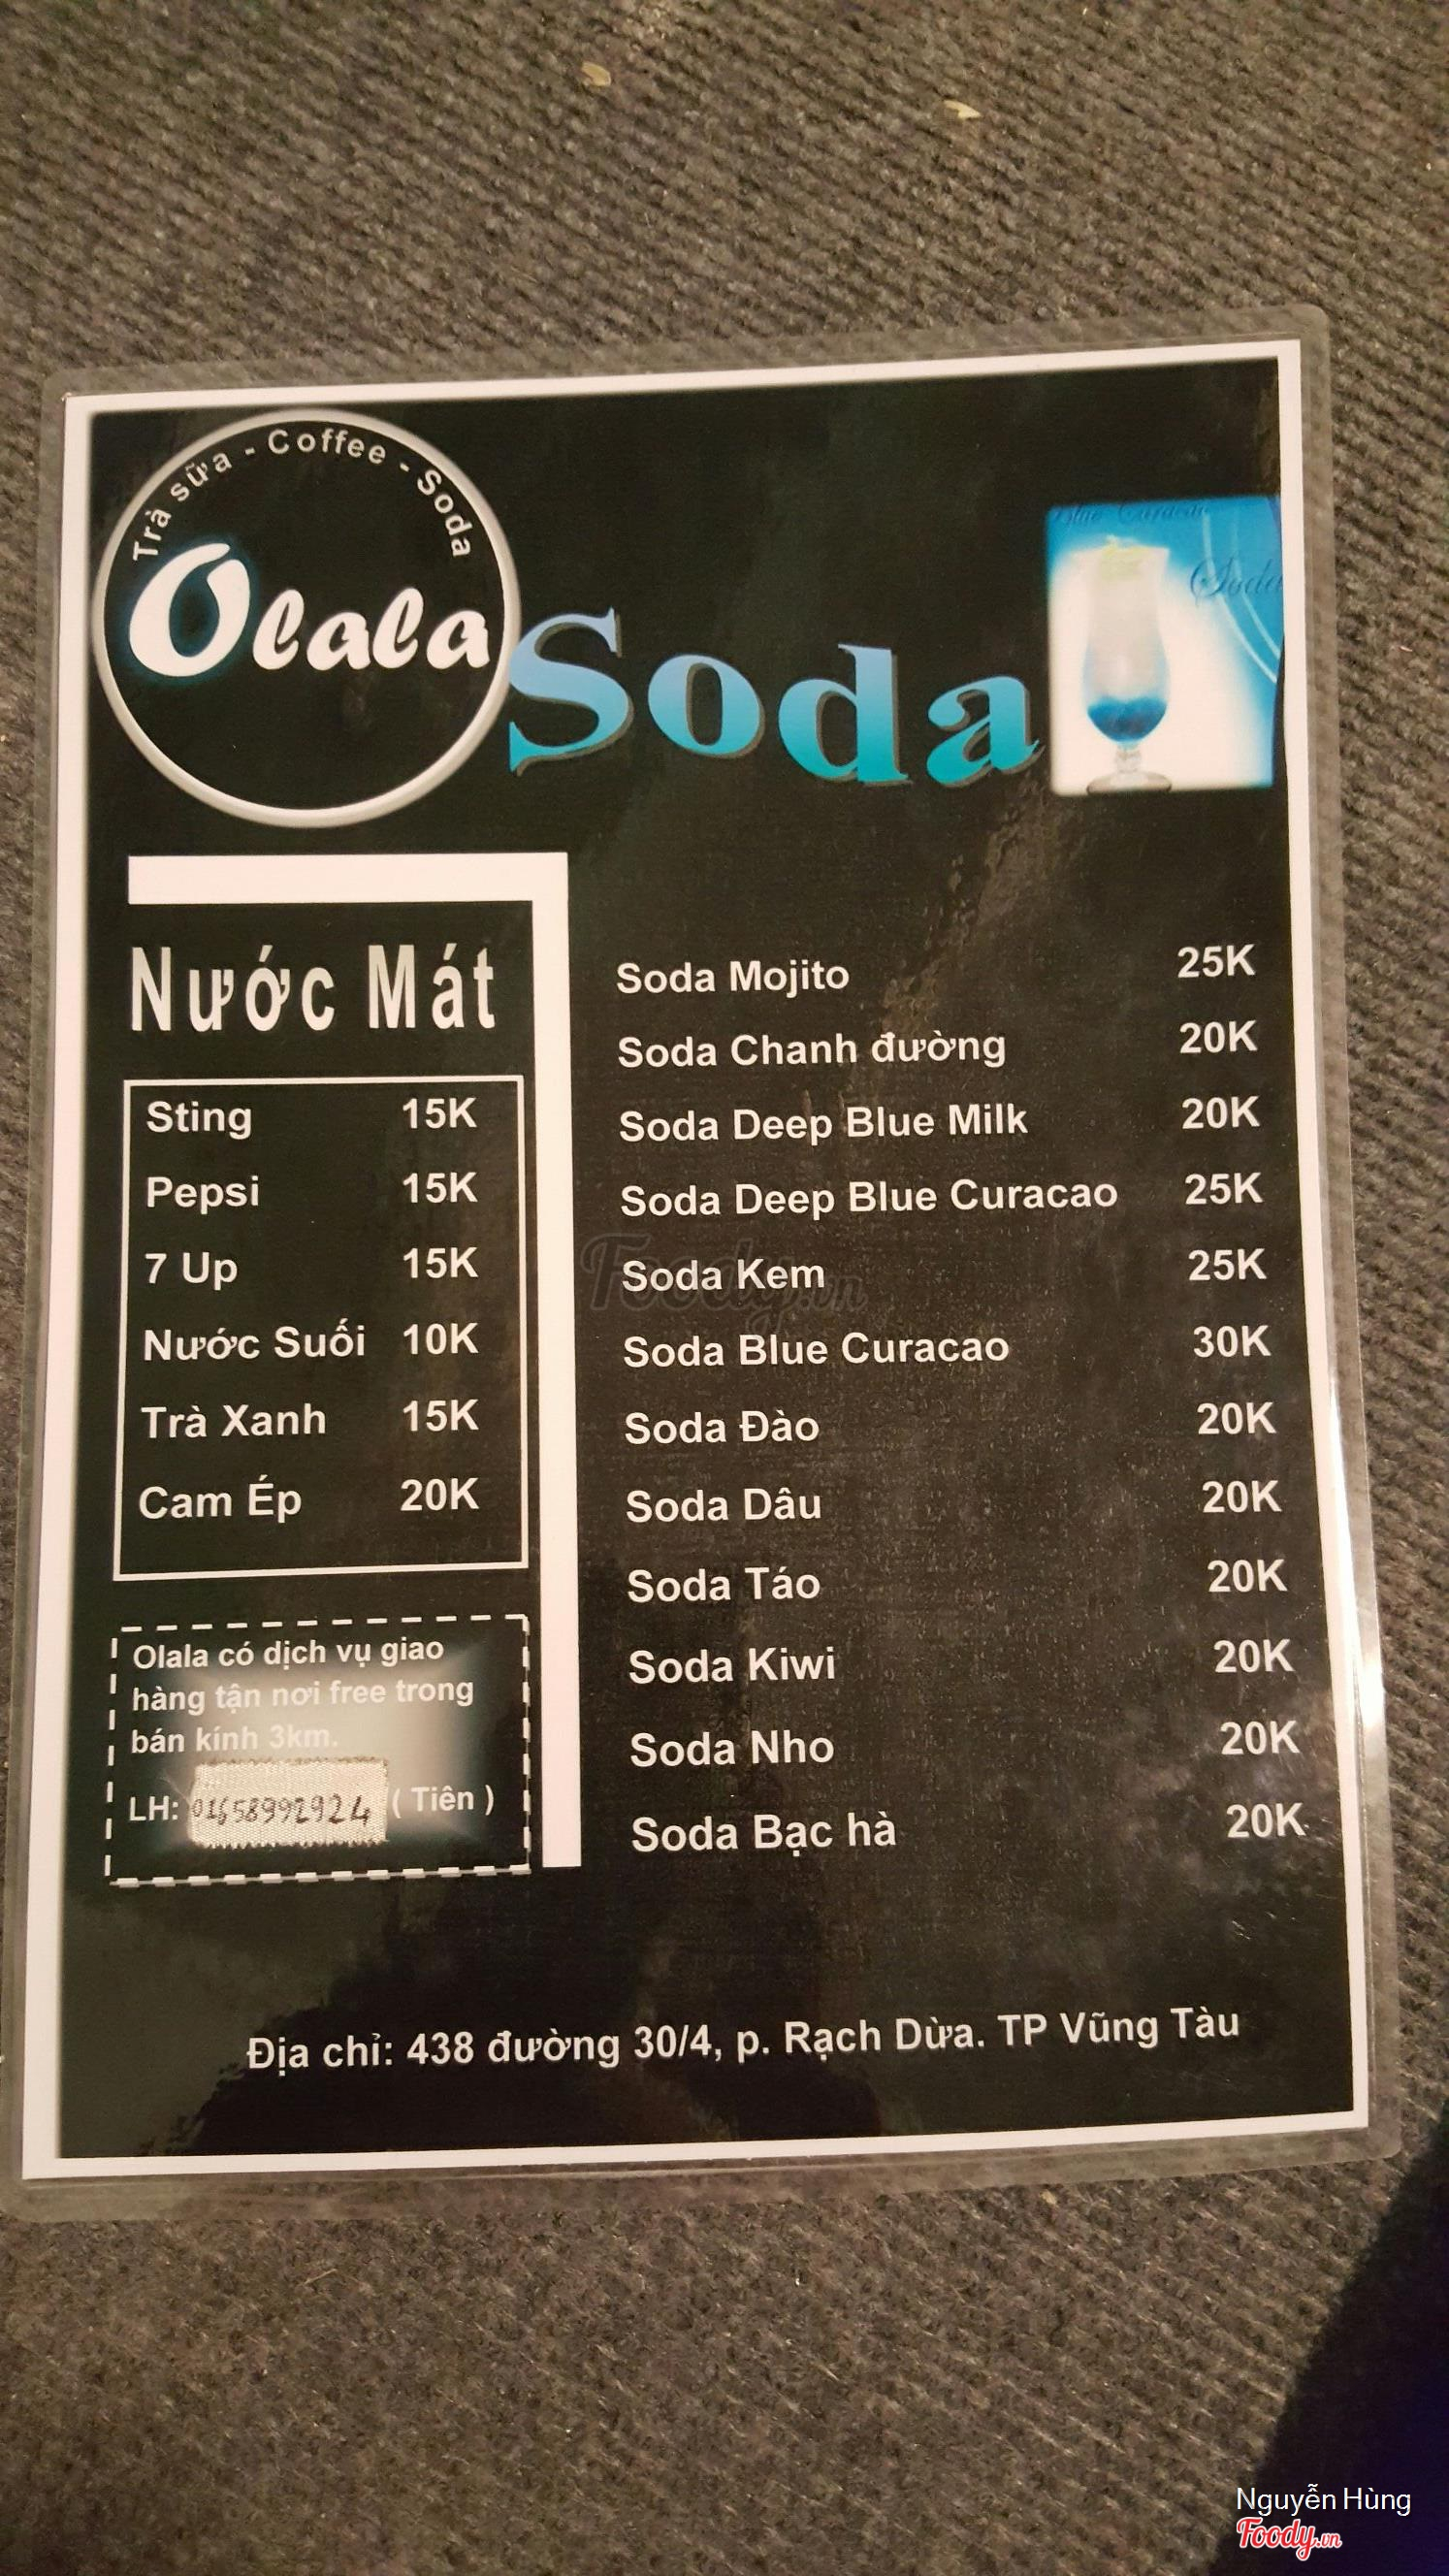 Trà sữa - Coffee - Soda
Olala
Soda
Blue Curacao
Soda
Nước Mát
Sting 15K
Pepsi 15K
7 Up 15K
Nước Suối 10K
Trà Xanh 15K
Cam Ép 20K
Olala có dịch vụ giao
hàng tận nơi free trong
bán kính 3km.
LH: 01658992924 ( Tiên )
Soda Mojito 25K
Soda Chanh đường 20K
Soda Deep Blue Milk 20K
Soda Deep Blue Curacao 25K
Soda Kem 25K
Soda Blue Curacao 30K
Soda Đào 20K
Soda Dâu 20K
Soda Táo 20K
Soda Kiwi 20K
Soda Nho 20K
Soda Bạc hà 20K
Địa chỉ: 438 đường 30/4, p. Rạch Dừa. TP Vũng Tàu
Foody.vn
Nguyễn Hùng
Foody.vn